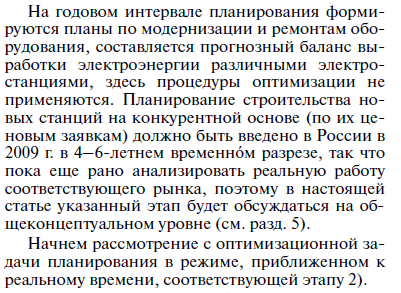 На годовом интервале планирования форми-
руются планы по модернизации и ремонтам обо-
рудования, составляется прогнозный баланс вы-
работки электроэнергии различными электро-
станциями, здесь процедуры оптимизации не
применяются. Планирование строительства но-
вых станций на конкурентной основе (по их це-
новым заявкам) должно быть введено в России в
2009 г. в 4–6-летнем временнóм разрезе, так что
пока еще рано анализировать реальную работу
соответствующего рынка, поэтому в настоящей
статье указанный этап будет обсуждаться на об-
щеконцептуальном уровне (см. разд. 5).
Начнем рассмотрение с оптимизационной за-
дачи планирования в режиме, приближенном к
реальному времени, соответствующей этапу 2).